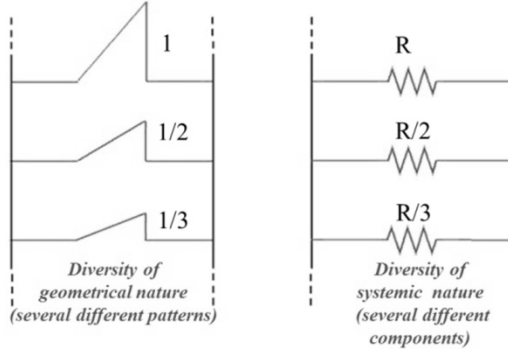 1
1/2
1/3
Diversity of
geometrical nature
(several different patterns)
R
R/2
R/3
Diversity of
systemic nature
(several different
components)